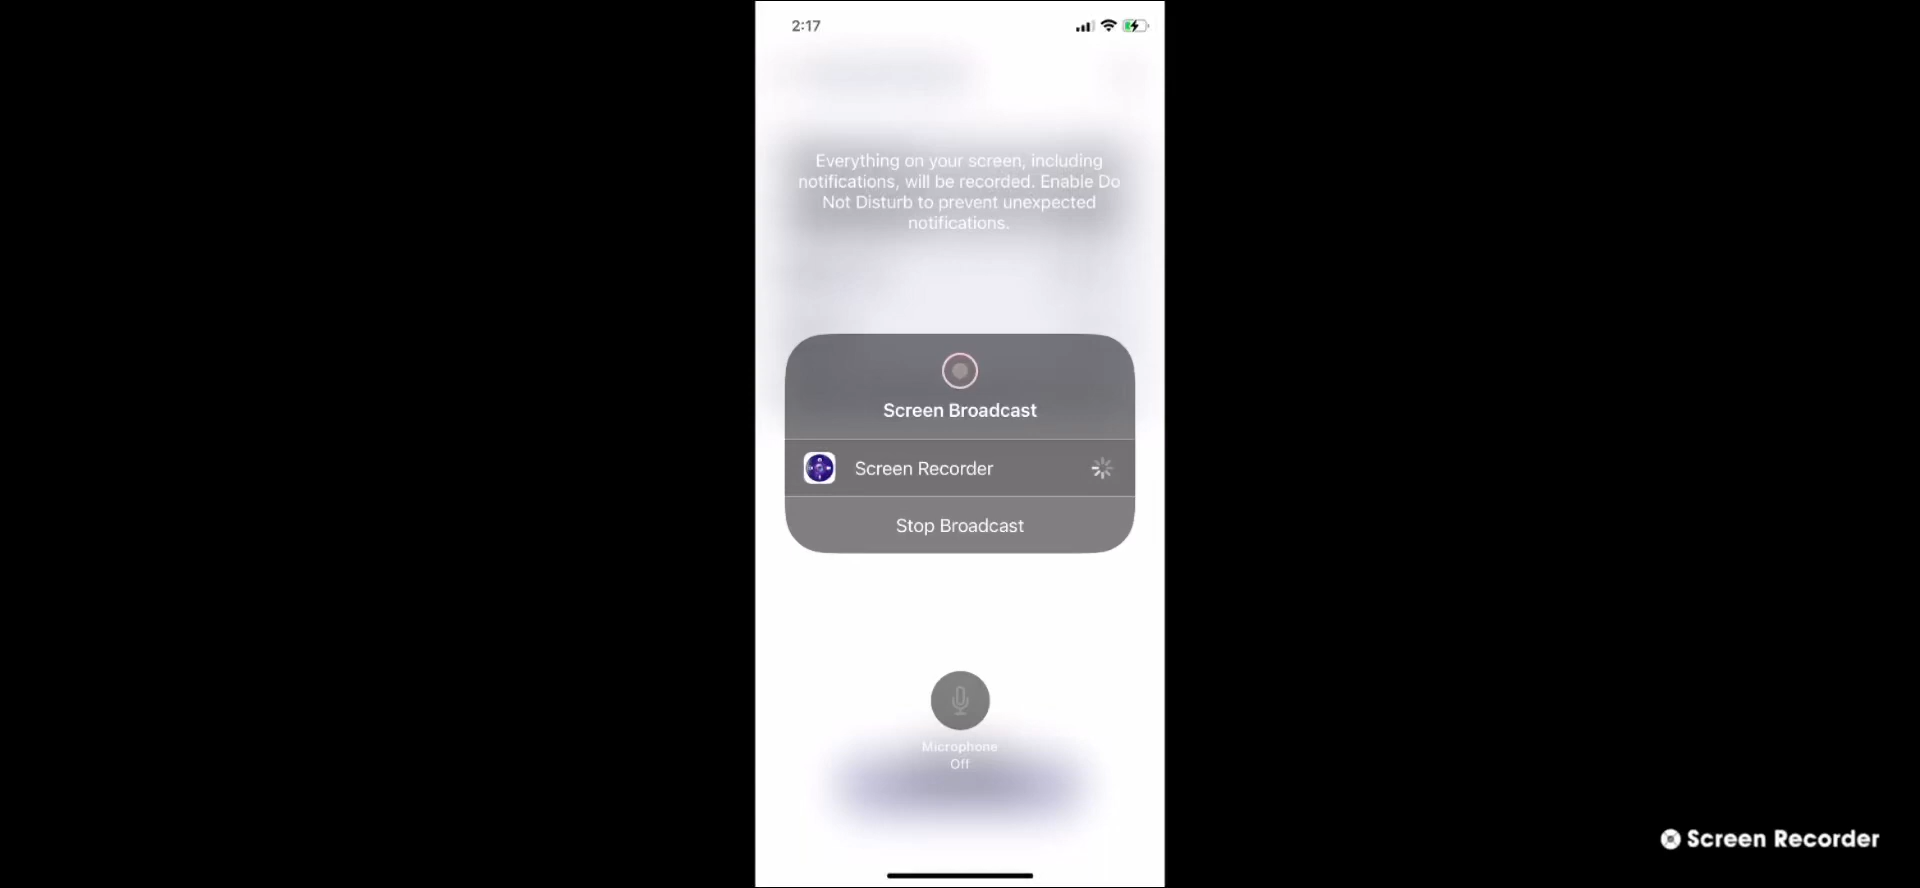 2:17
Everything on your screen, including
notifications, will be recorded. Enable Do
Not Disturb to prevent unexpected
notifications.
Screen Broadcast
Screen Recorder
Stop Broadcast
Microphone
Off
Screen Recorder